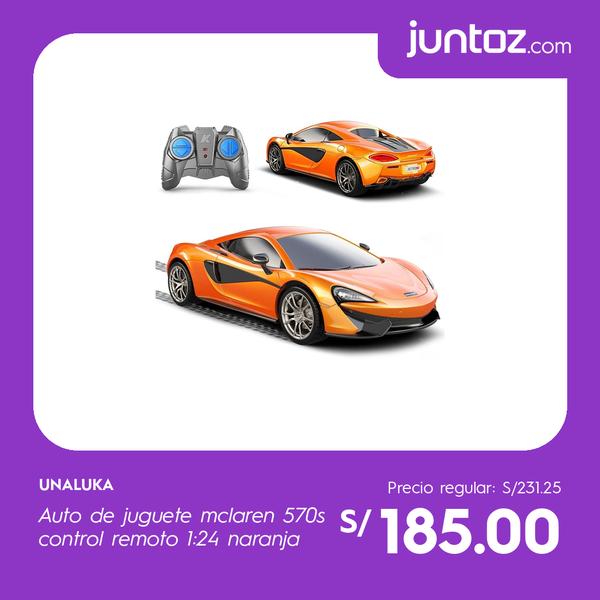 juntoz.com
UNALUKA
Auto de juguete mclaren 570s
control remoto 1:24 naranja
Precio regular: S/231.25
S/185.00